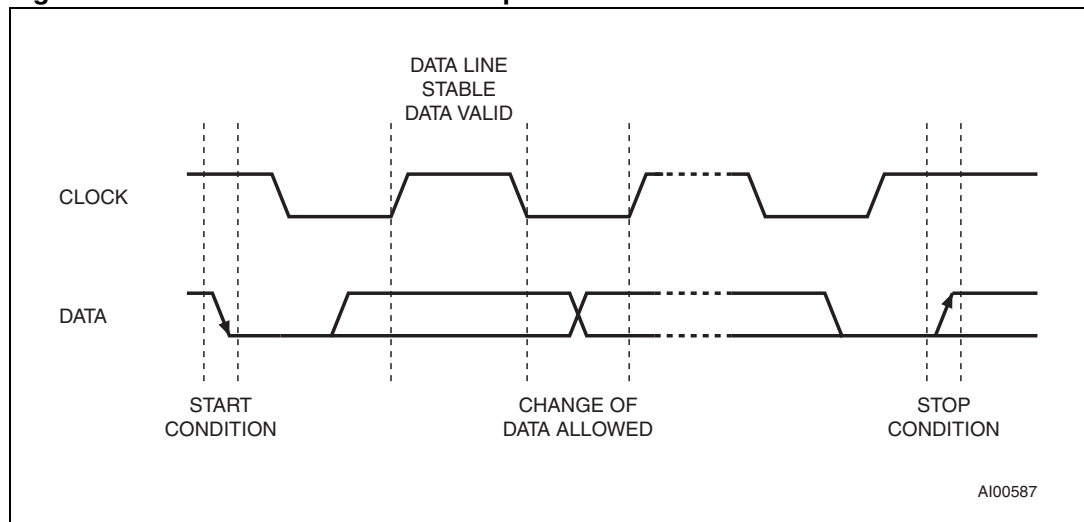 DATA LINE
STABLE
DATA VALID
CLOCK
DATA
START
CONDITION
CHANGE OF
DATA ALLOWED
STOP
CONDITION
AI00587